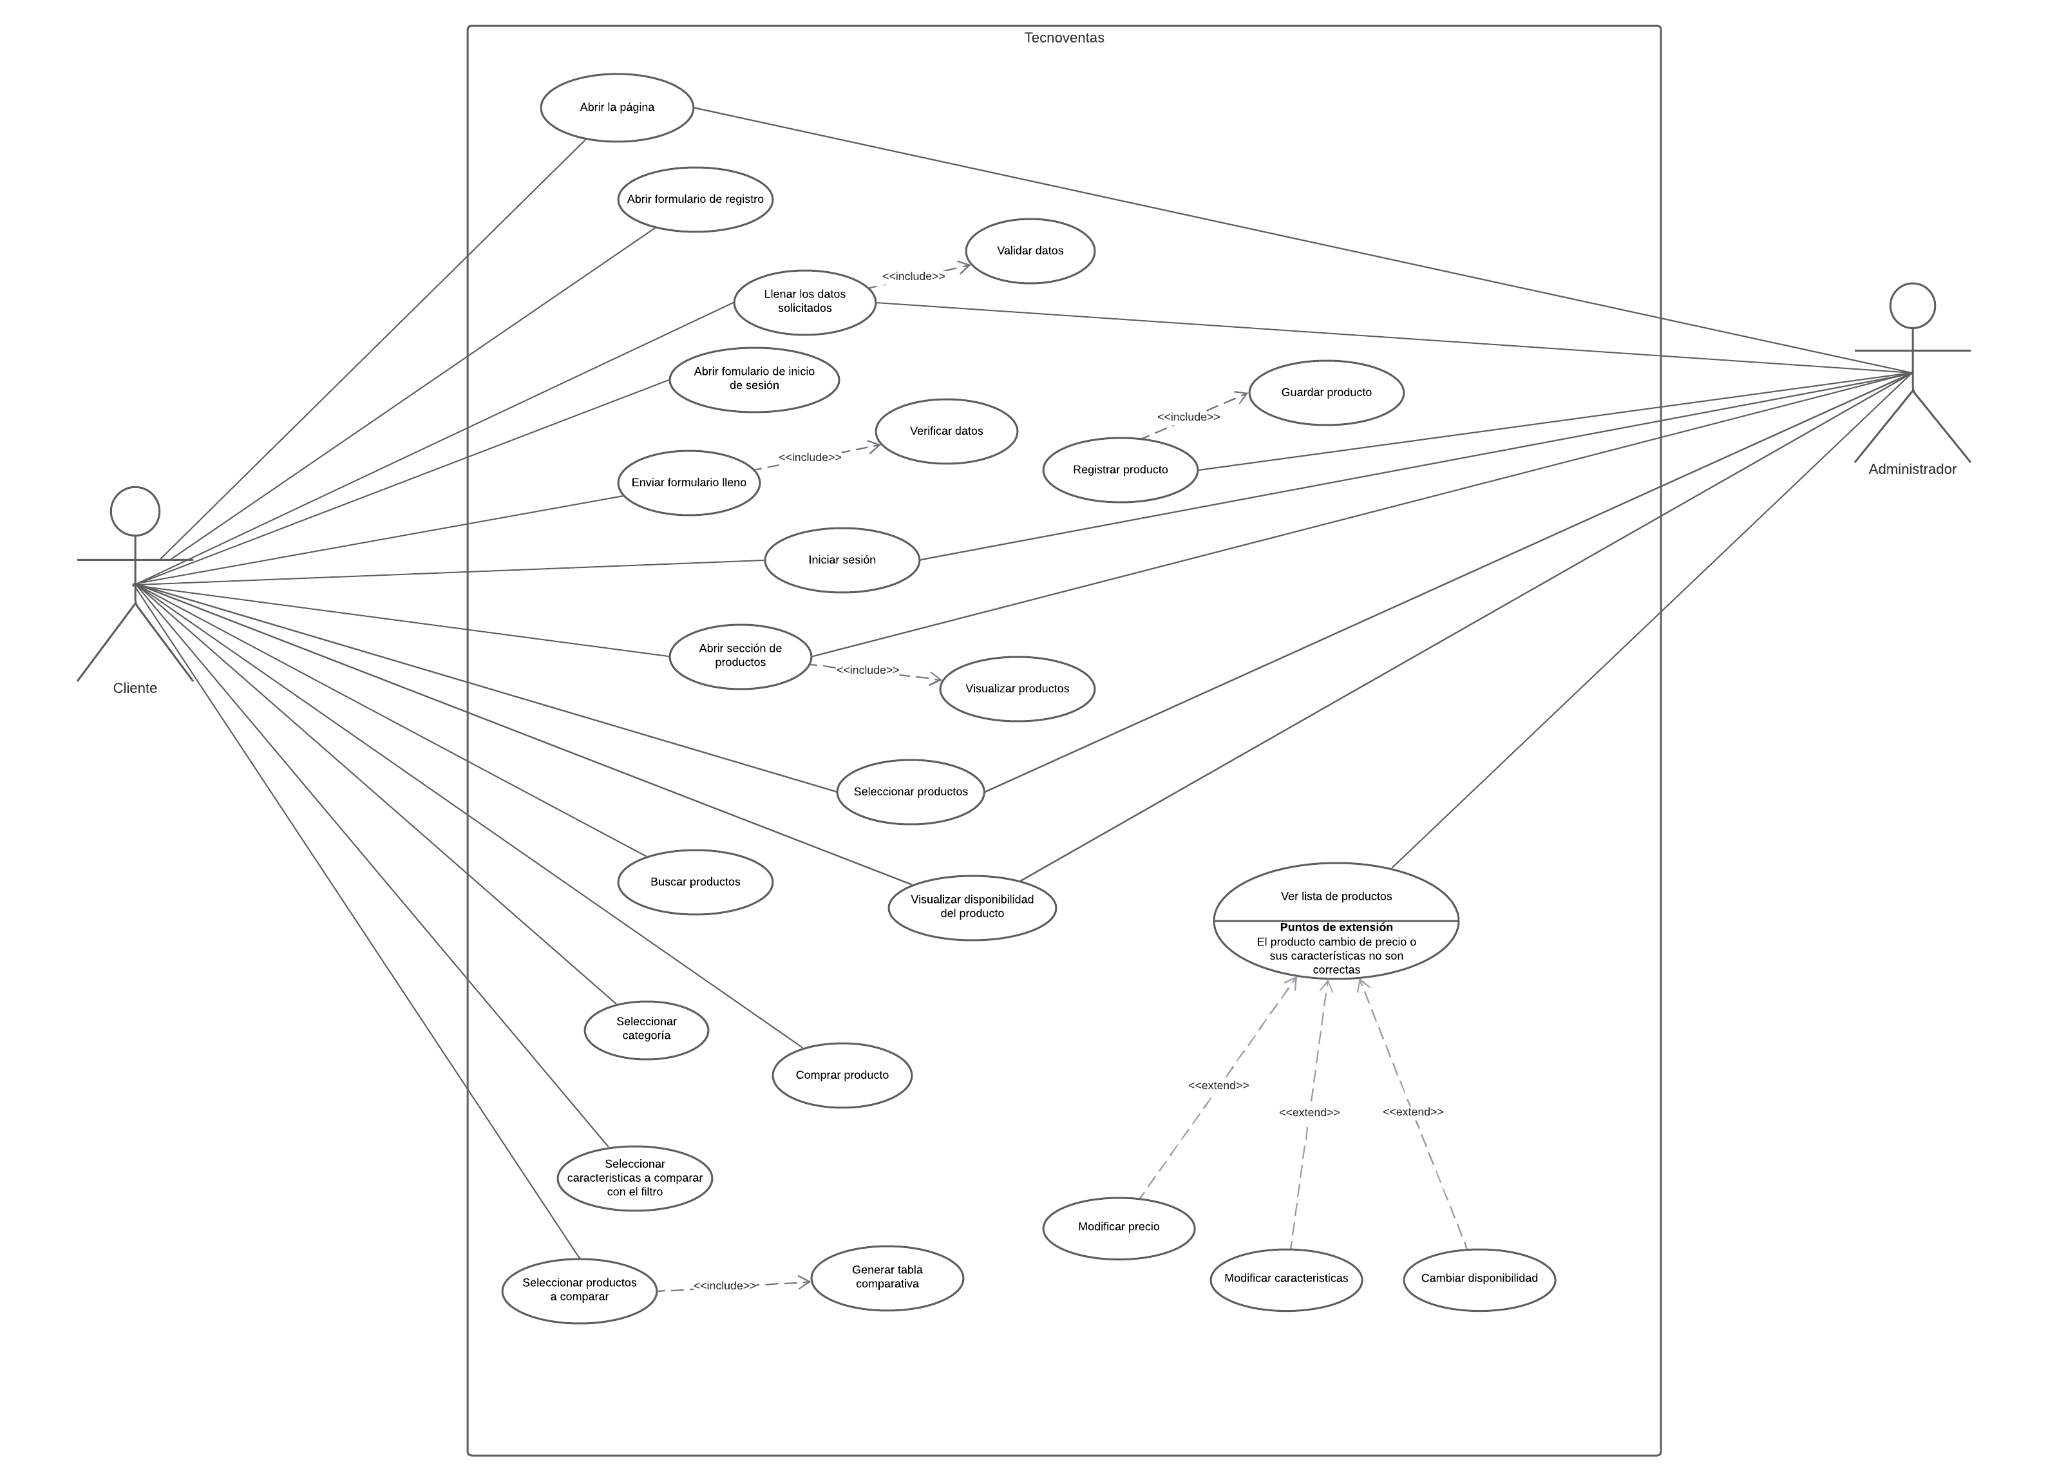 Tecnoventas
Abrir la página
Abrir formulario de registro
Validar datos
<<include>>
Llenar los datos
solicitados
Abrir fomulario de inicio
de sesión
Guardar producto
<<include>>
Verificar datos
<<include>>
Registrar producto
Administrador
Enviar formulario lleno
Iniciar sesión
Abrir sección de
productos
<<include>>
Visualizar productos
Cliente
Seleccionar productos
Buscar productos
Visualizar disponibilidad
del producto
Ver lista de productos
Puntos de extensión
El producto cambio de precio o
sus características no son
correctas
Seleccionar
categoría
Comprar producto
<<extend>>
<<extend>>
<<extend>>
Seleccionar
caracteristicas a comparar
con el filtro
Modificar precio
Modificar caracteristicas
Cambiar disponibilidad
Seleccionar productos
a comparar
<<include>>
Generar tabla
comparativa